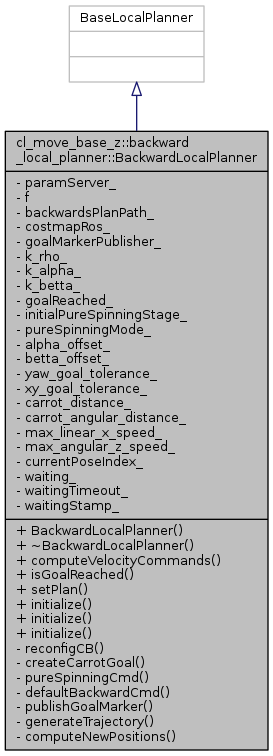 BaseLocalPlanner
cl_move_base_z::backward
_local_planner::BackwardLocalPlanner
- paramServer_
- f
- backwardsPlanPath_
- costmapRos_
- goalMarkerPublisher_
- k_rho_
- k_alpha_
- k_betta_
- goalReached_
- initialPureSpinningStage_
- pureSpinningMode_
- alpha_offset_
- betta_offset_
- yaw_goal_tolerance_
- xy_goal_tolerance_
- carrot_distance_
- carrot_angular_distance_
- max_linear_x_speed_
- max_angular_z_speed_
- currentPoseIndex_
- waiting_
- waitingTimeout_
- waitingStamp_
+ BackwardLocalPlanner()
+ ~BackwardLocalPlanner()
+ computeVelocityCommands()
+ isGoalReached()
+ setPlan()
+ initialize()
+ initialize()
+ initialize()
- reconfigCB()
- createCarrotGoal()
- pureSpinningCmd()
- defaultBackwardCmd()
- publishGoalMarker()
- generateTrajectory()
- computeNewPositions()